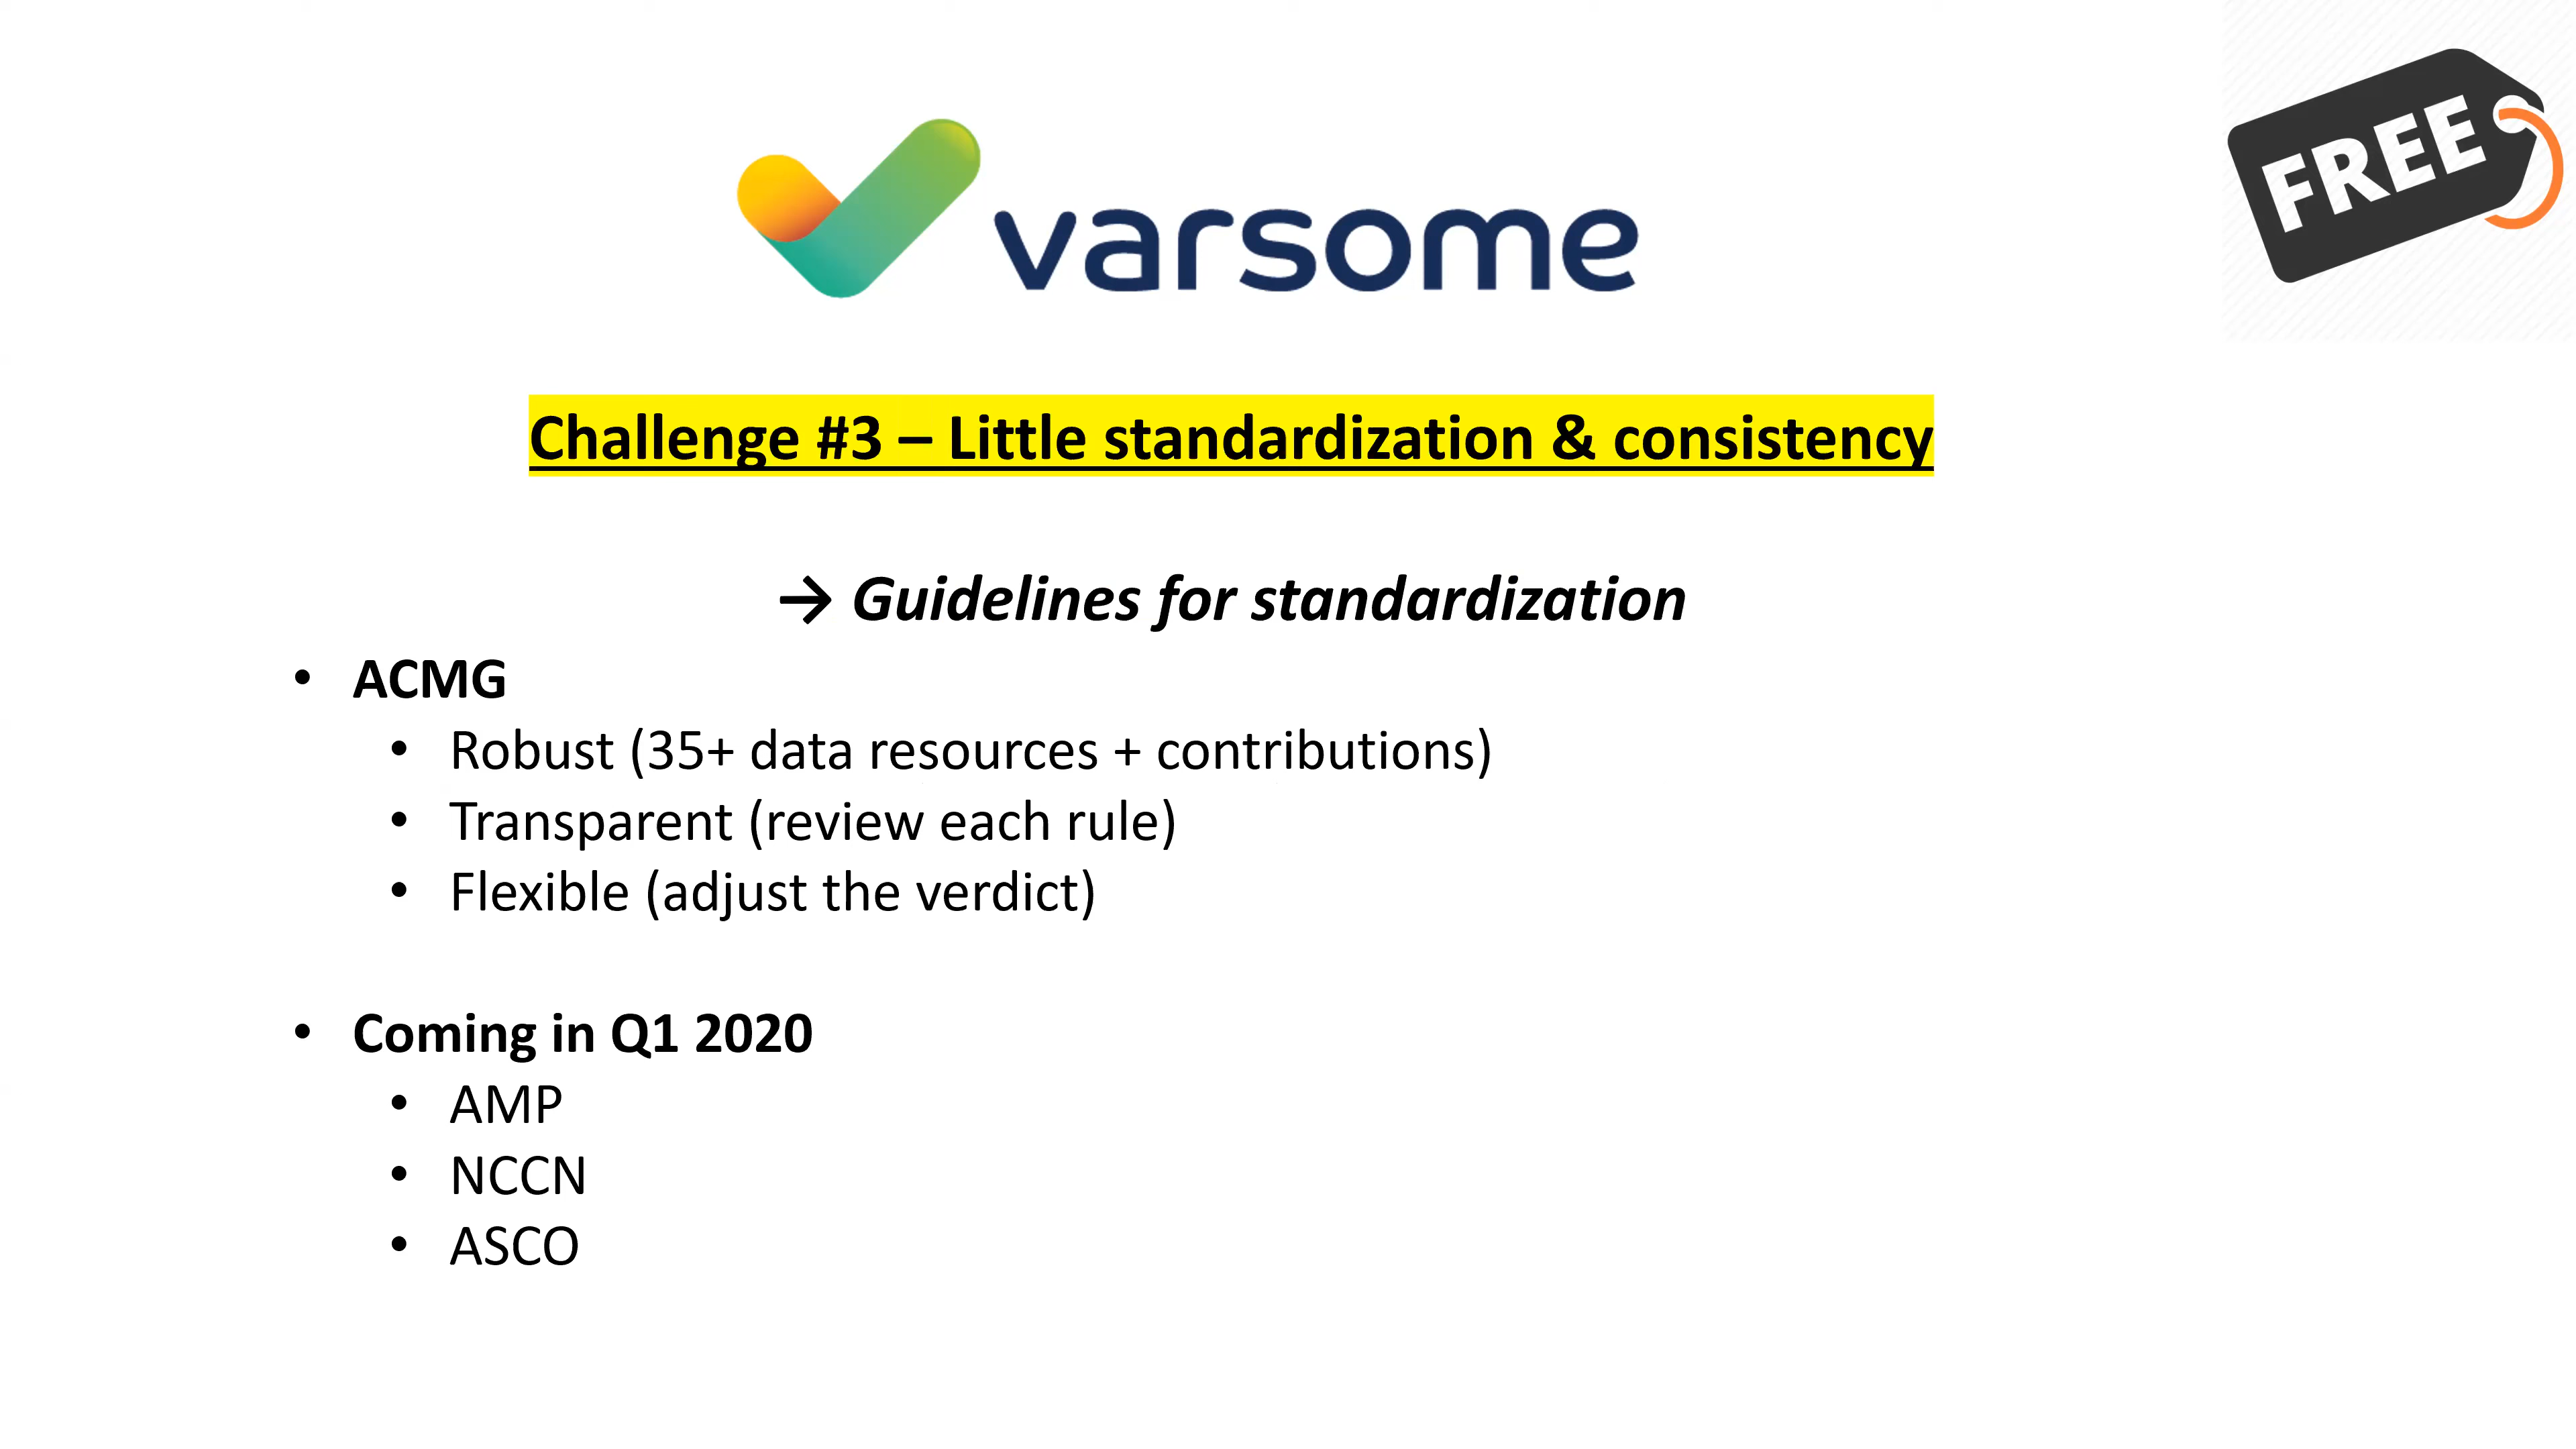 FREE
varsome
Challenge #3 – Little standardization & consistency
→ Guidelines for standardization
• ACMG
• Robust (35+ data resources + contributions)
• Transparent (review each rule)
• Flexible (adjust the verdict)
• Coming in Q1 2020
• AMP
• NCCN
• ASCO